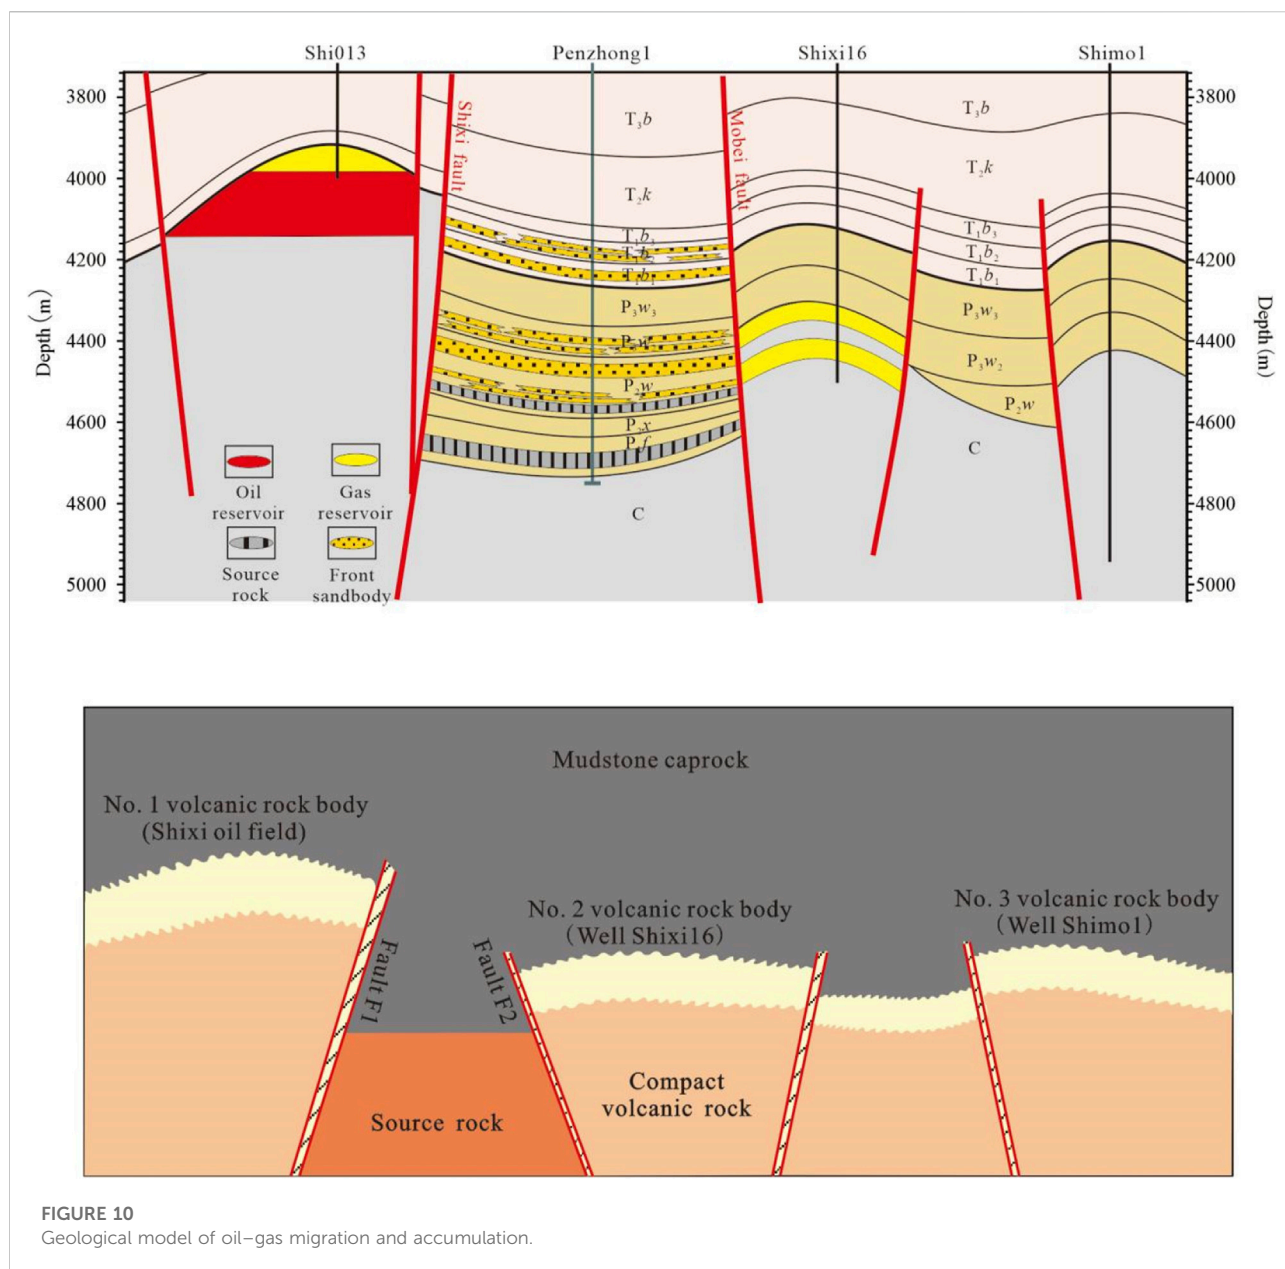 Shi013 Penzhong1 Shixi16 Shimo1
3800
4000
4200
4400
4600
4800
5000
Depth (m)
3800
4000
4200
4400
4600
4800
5000
Depth (m)
Shixi fault
Mobei fault
T₃b
T₂k
T₁b₃
T₁b₁
P₃w₃
P₂w
C
T₃b
T₂k
T₁b₃
T₁b₂
T₁b₁
P₃w₃
P₃w₂
P₂w
C
Oil
reservoir
Gas
reservoir
Source
rock
Front
sandbody
Mudstone caprock
No. 1 volcanic rock body
(Shixi oil field)
Fault F1
Fault F2
No. 2 volcanic rock body
(Well Shixi16)
No. 3 volcanic rock body
(Well Shimo1)
Source rock
Compact
volcanic rock
FIGURE 10
Geological model of oil–gas migration and accumulation.